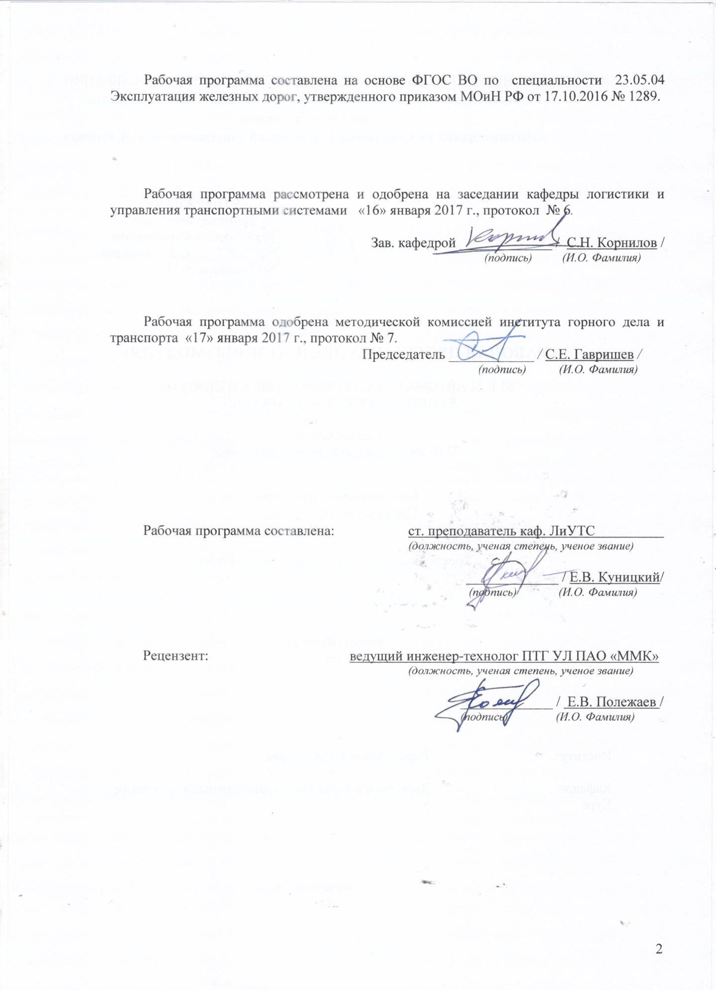 Рабочая программа составлена на основе ФГОС ВО по специальности 23.05.04
Эксплуатация железных дорог, утвержденного приказом МОиН РФ от 17.10.2016 № 1289.
Рабочая программа рассмотрена и одобрена на заседании кафедры логистики и
управления транспортными системами «16» января 2017 г., протокол № 6.
Зав. кафедрой ____________ / С.Н. Корнилов /
(подпись) (И.О. Фамилия)
Рабочая программа одобрена методической комиссией института горного дела и
транспорта «17» января 2017 г., протокол № 7.
Председатель ____________ / С.Е. Гавришев /
(подпись) (И.О. Фамилия)
Рабочая программа составлена: ст. преподаватель каф. ЛиУТС
(должность, ученая степень, ученое звание)
____________ / Е.В. Куницкий/
(подпись) (И.О. Фамилия)
Рецензент: ведущий инженер-технолог ПТГ УЛ ПАО «ММК»
(должность, ученая степень, ученое звание)
____________ / Е.В. Полежаев /
(подпись) (И.О. Фамилия)
2